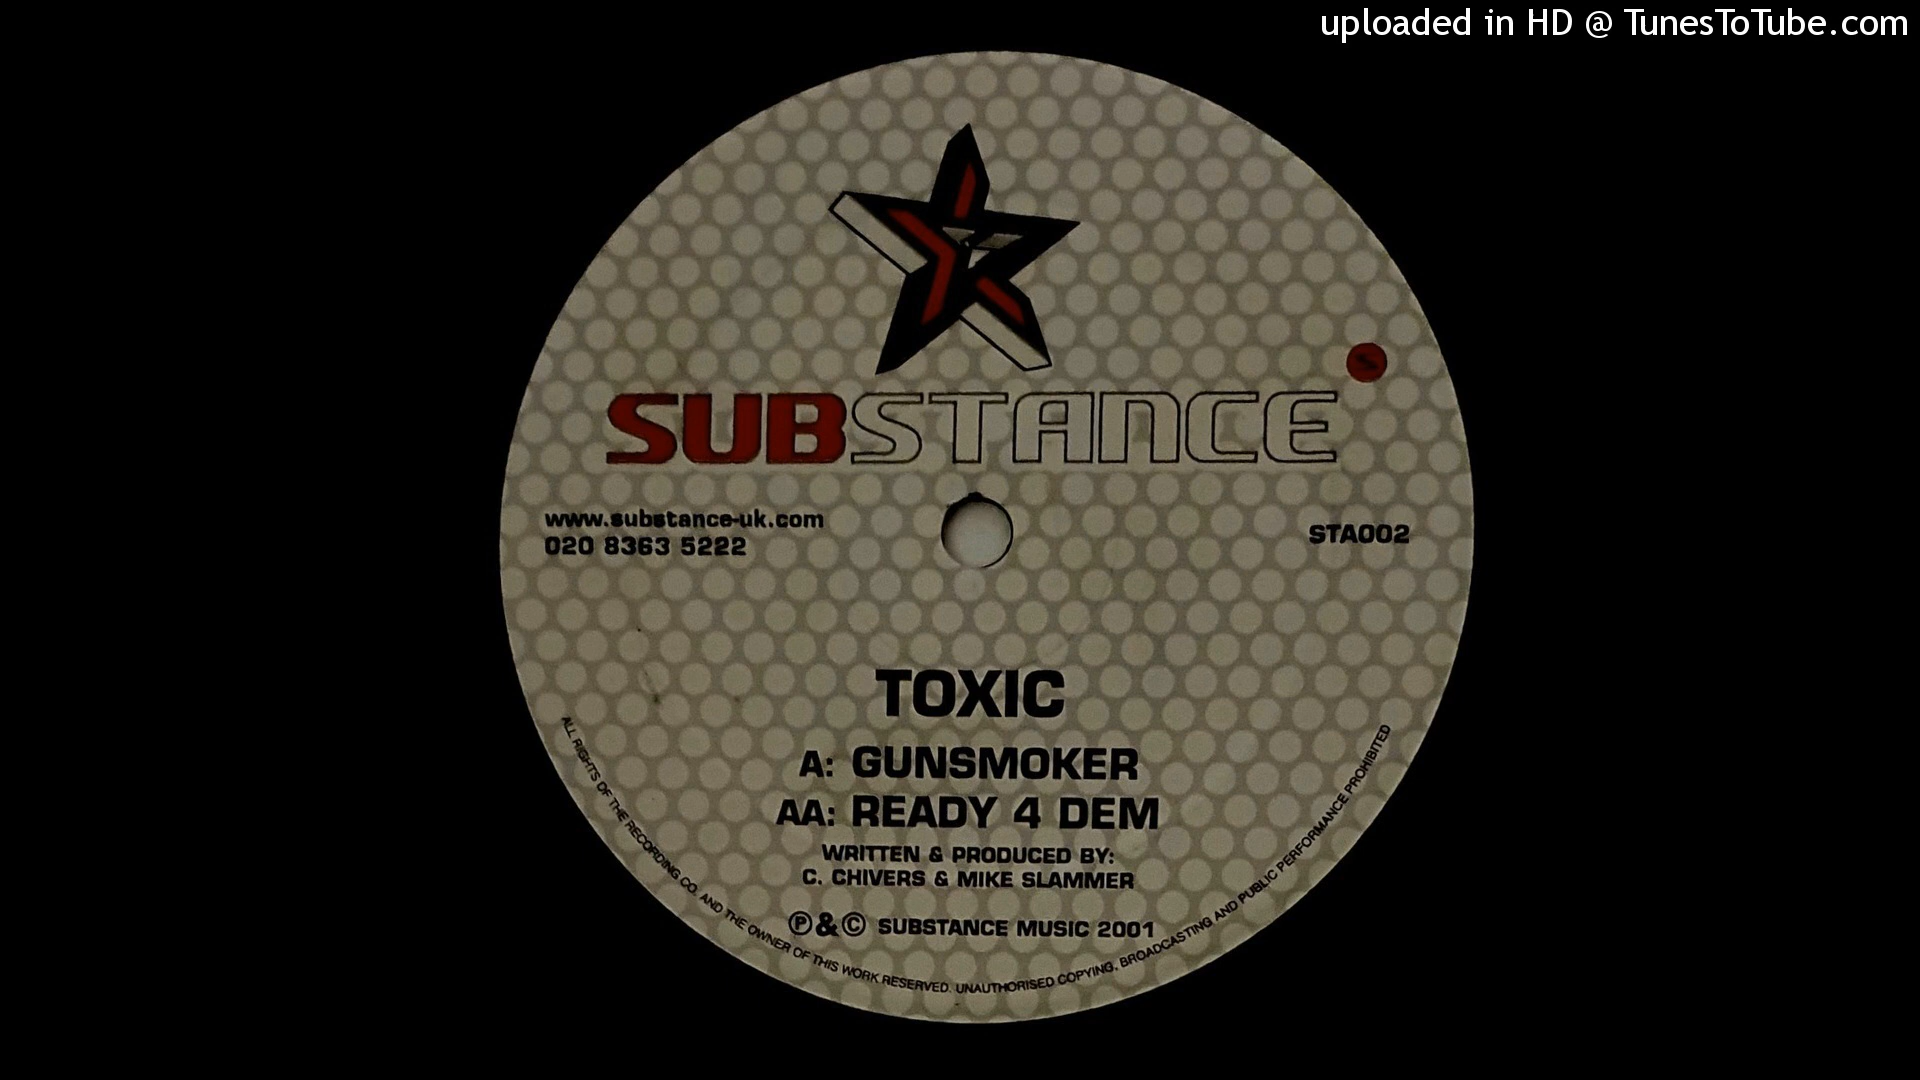 uploaded in HD @ TunesToTube.com
S
SUBSTANCE
www.substance-uk.com
020 8363 5222
STA002
TOXIC
A: GUNSMOKER
AA: READY 4 DEM
WRITTEN & PRODUCED BY:
C. CHIVERS & MIKE SLAMMER
℗&© SUBSTANCE MUSIC 2001
ALL RIGHTS OF THE RECORDING CO. AND THE OWNER OF THIS WORK RESERVED. UNAUTHORISED COPYING, BROADCASTING AND PUBLIC PERFORMANCE PROHIBITED